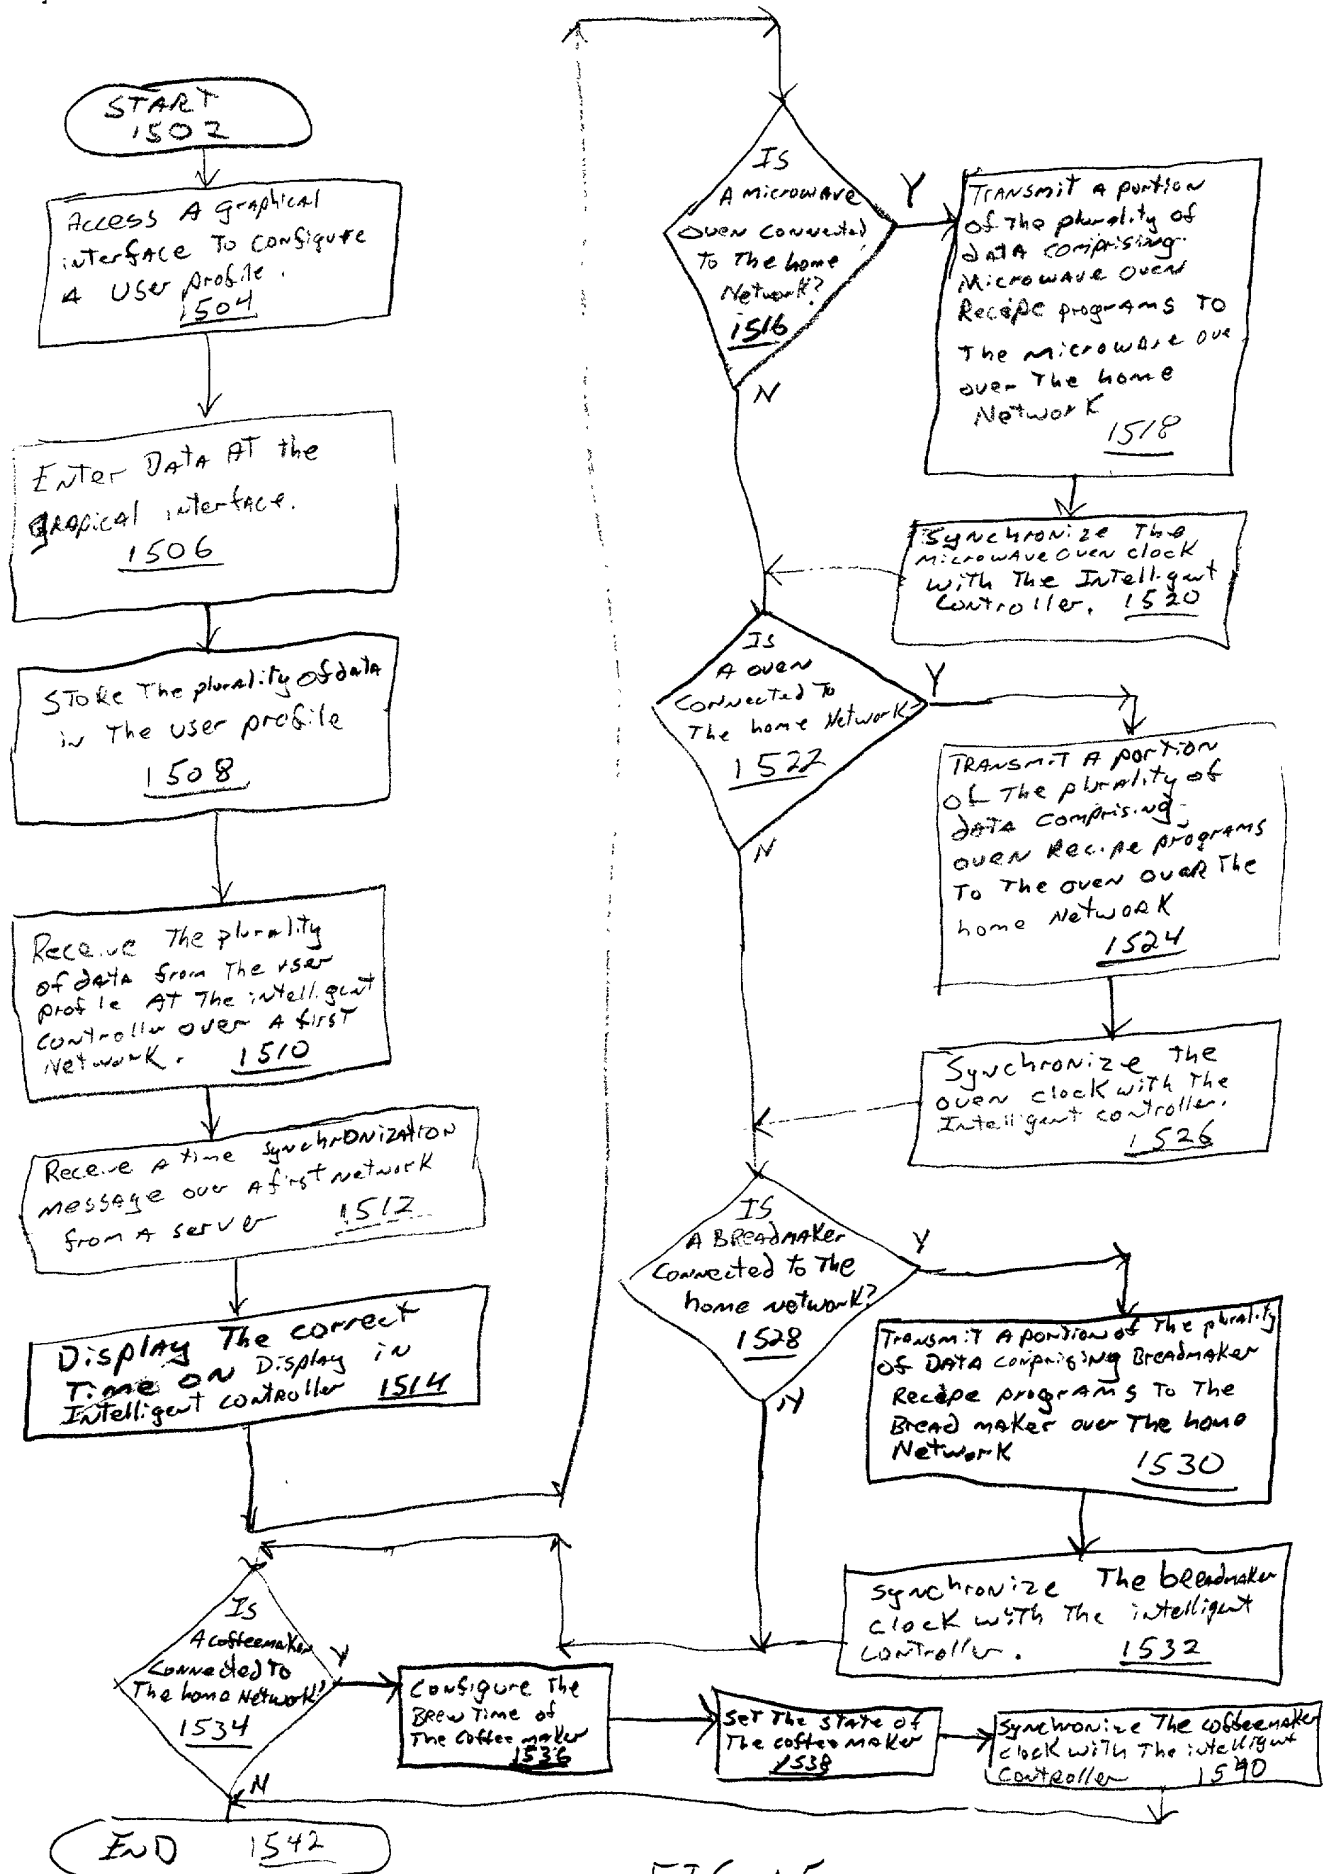 START
1502
Access A graphical
interface To configure
A User profile.
1504
Enter Data AT the
grapical interface.
1506
Store The plurality of data
in The user profile
1508
Receive The plurality
of data from The user
profile AT The intelligent
controller over A first
Network. 1510
Receive A time synchronization
message over A first network
from A server 1512
Display The correct
Time on Display in
Intelligent controller 1514
Is
A microwave
oven connected
To The home
Network?
1516
Y
N
Transmit A portion
of The plurality of
data comprising
microwave oven
Recipe programs To
The microwave ove
over The home
Network
1518
Synchronize The
microwave oven clock
with The Intelligent
Controller. 1520
Is
A oven
connected To
The home Network
1522
Y
N
Transmit A portion
of The plurality of
data comprising
oven Recipe programs
To The oven over The
home Network
1524
Synchronize The
oven clock with The
Intelligent controller.
1526
Is
A Breadmaker
Connected to The
home network?
1528
Y
N
Transmit A portion of The plurality
of Data comprising Breadmaker
Recipe programs To The
Bread maker over The home
Network
1530
Synchronize The breadmaker
clock with The intelligent
controller. 1532
Is
A coffeemaker
Connected To
The home Network?
1534
Y
N
Configure The
Brew Time of
The coffee maker
1536
Set The state of
The coffee maker
1538
Synchronize The coffeemaker
clock with The intelligent
Controller 1540
END 1542
FIG. 15